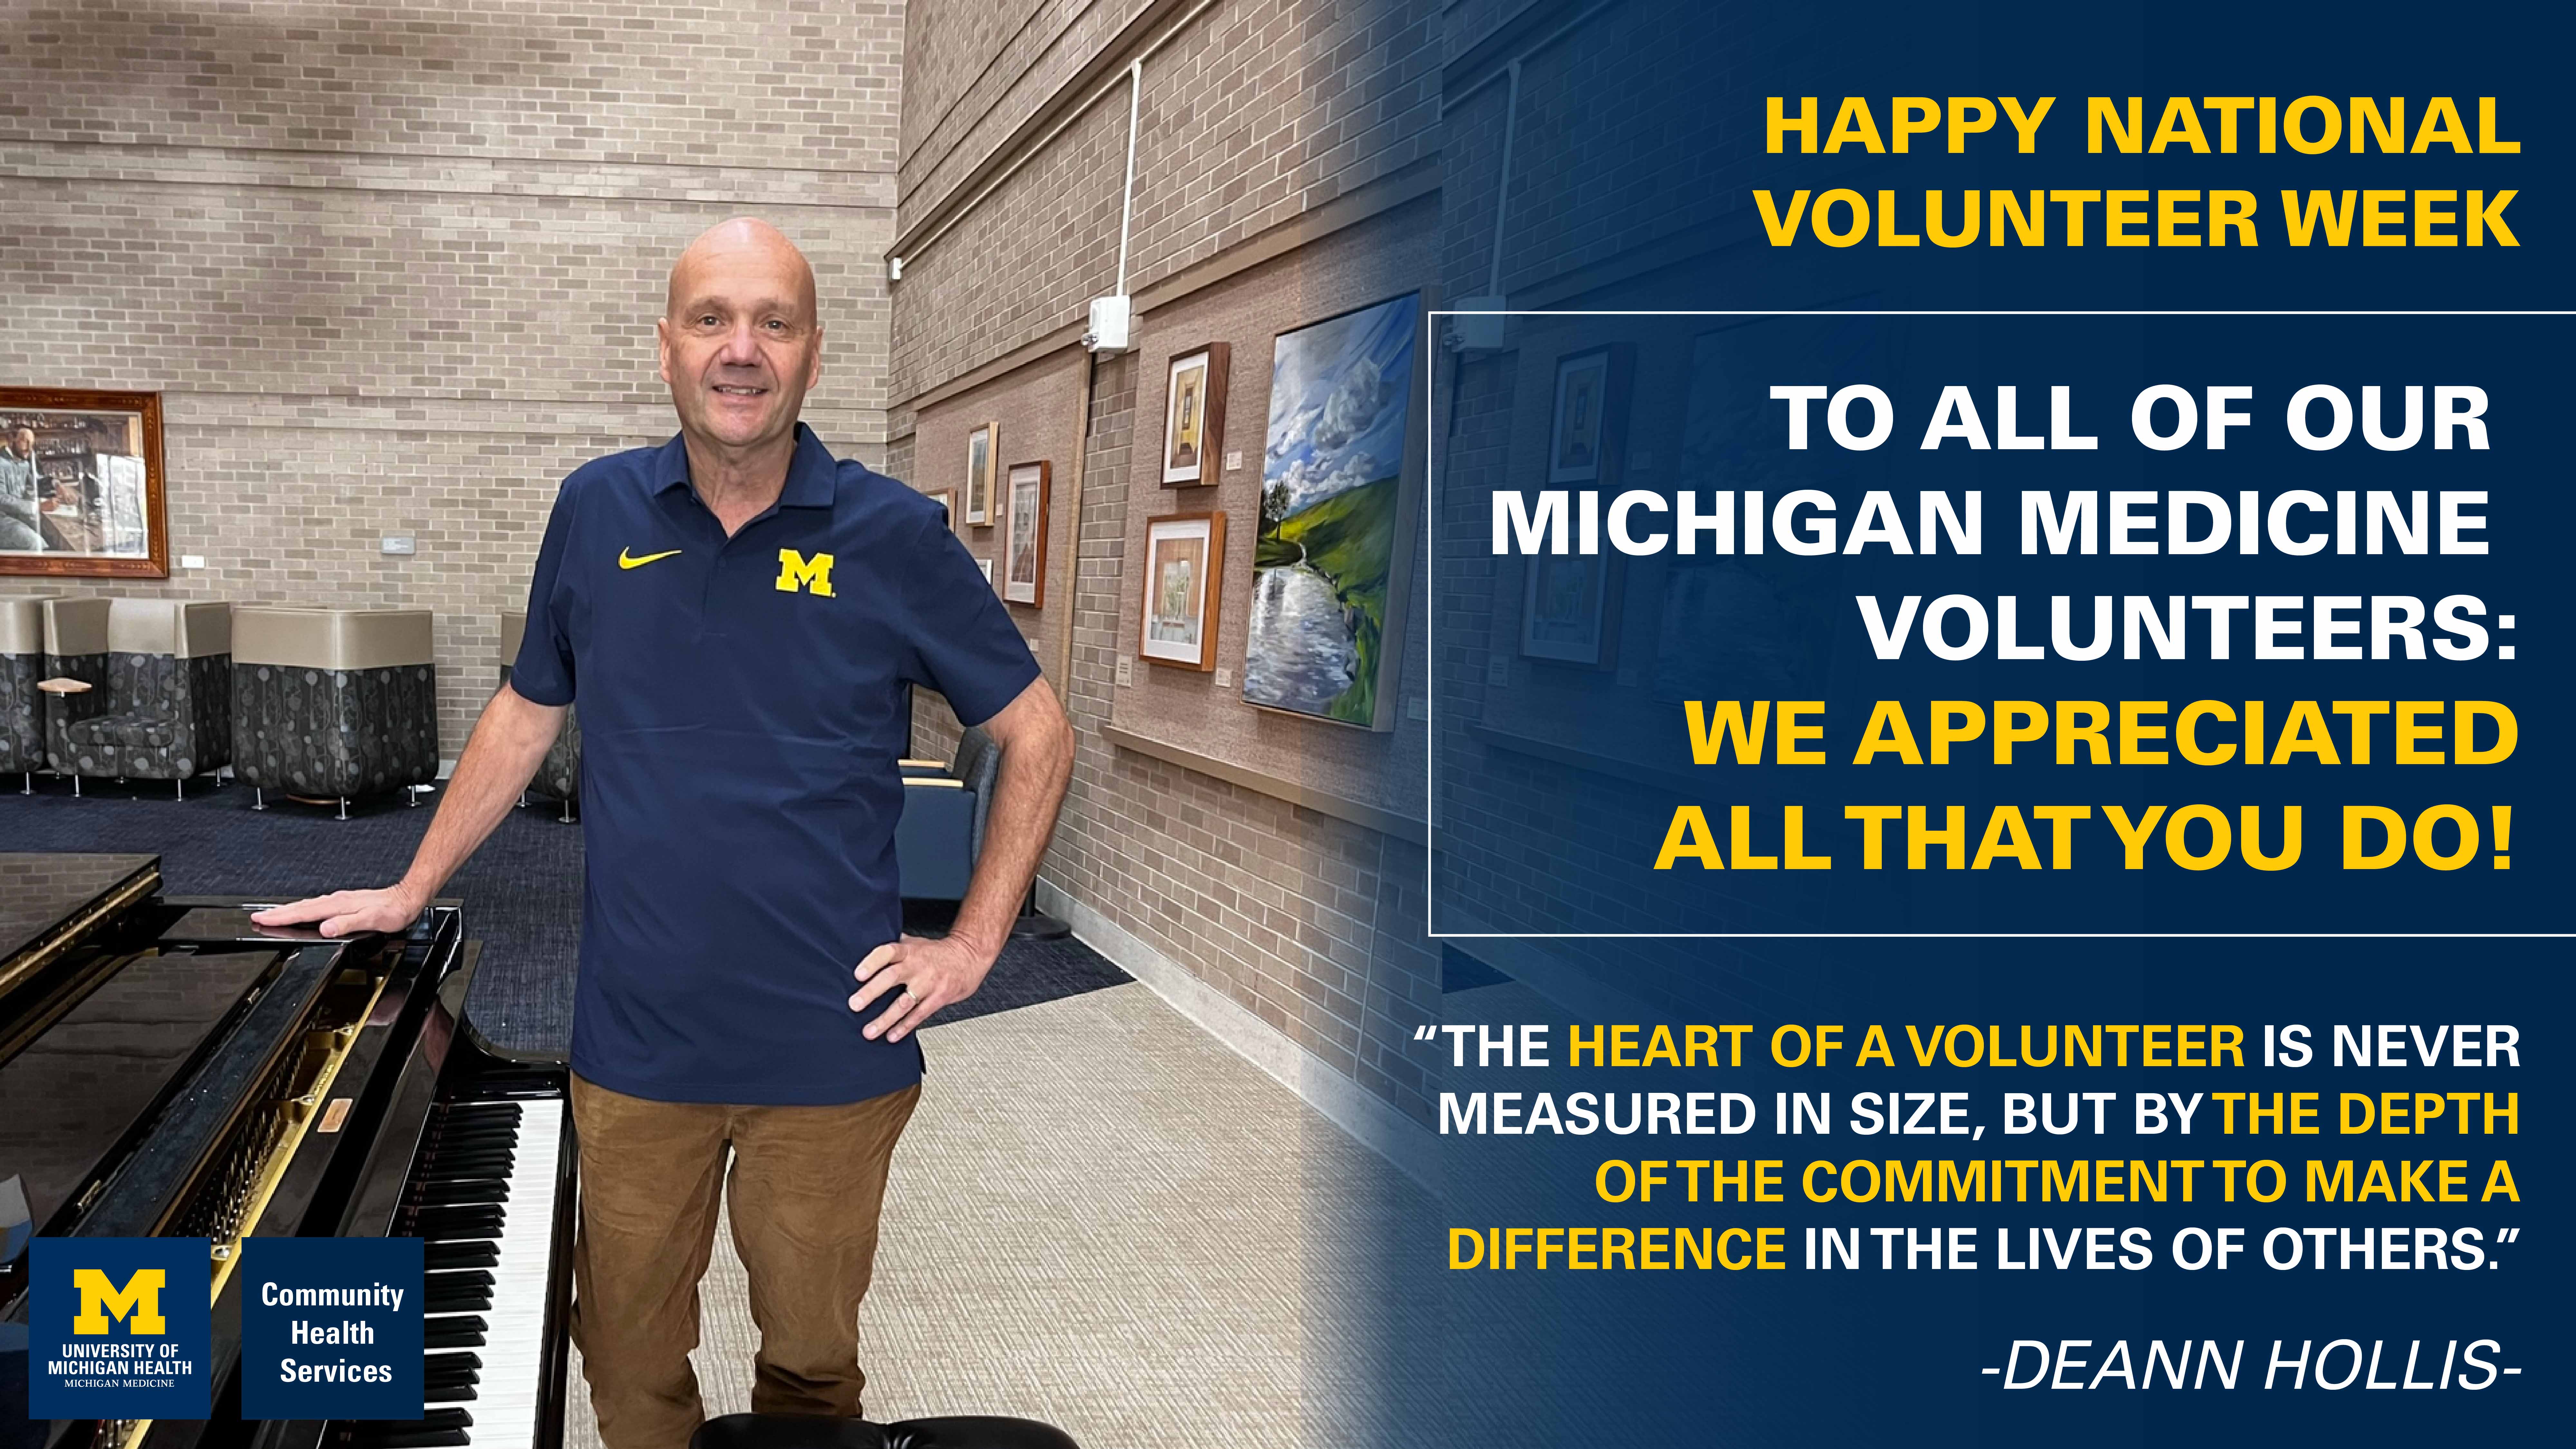 HAPPY NATIONAL
VOLUNTEER WEEK
TO ALL OF OUR
MICHIGAN MEDICINE
VOLUNTEERS:
WE APPRECIATED
ALL THAT YOU DO!
“THE HEART OF A VOLUNTEER IS NEVER
MEASURED IN SIZE, BUT BY THE DEPTH
OF THE COMMITMENT TO MAKE A
DIFFERENCE IN THE LIVES OF OTHERS.”
-DEANN HOLLIS-
M
M
UNIVERSITY OF
MICHIGAN HEALTH
MICHIGAN MEDICINE
Community
Health
Services